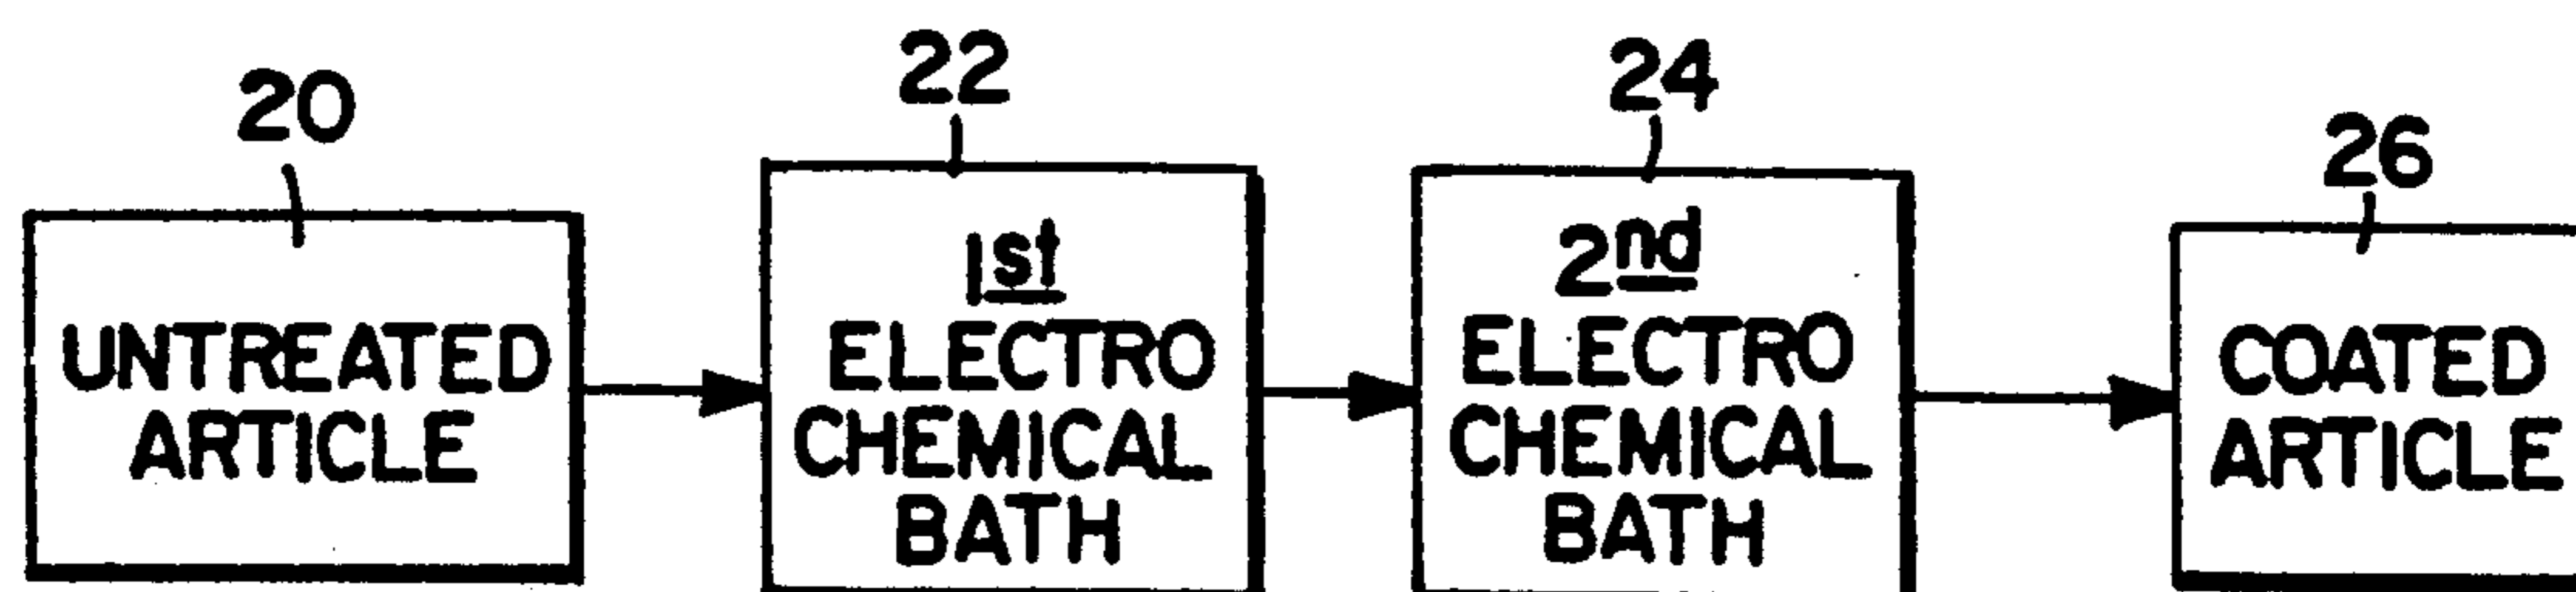 20
UNTREATED
ARTICLE
22
1st
ELECTRO
CHEMICAL
BATH
24
2nd
ELECTRO
CHEMICAL
BATH
26
COATED
ARTICLE